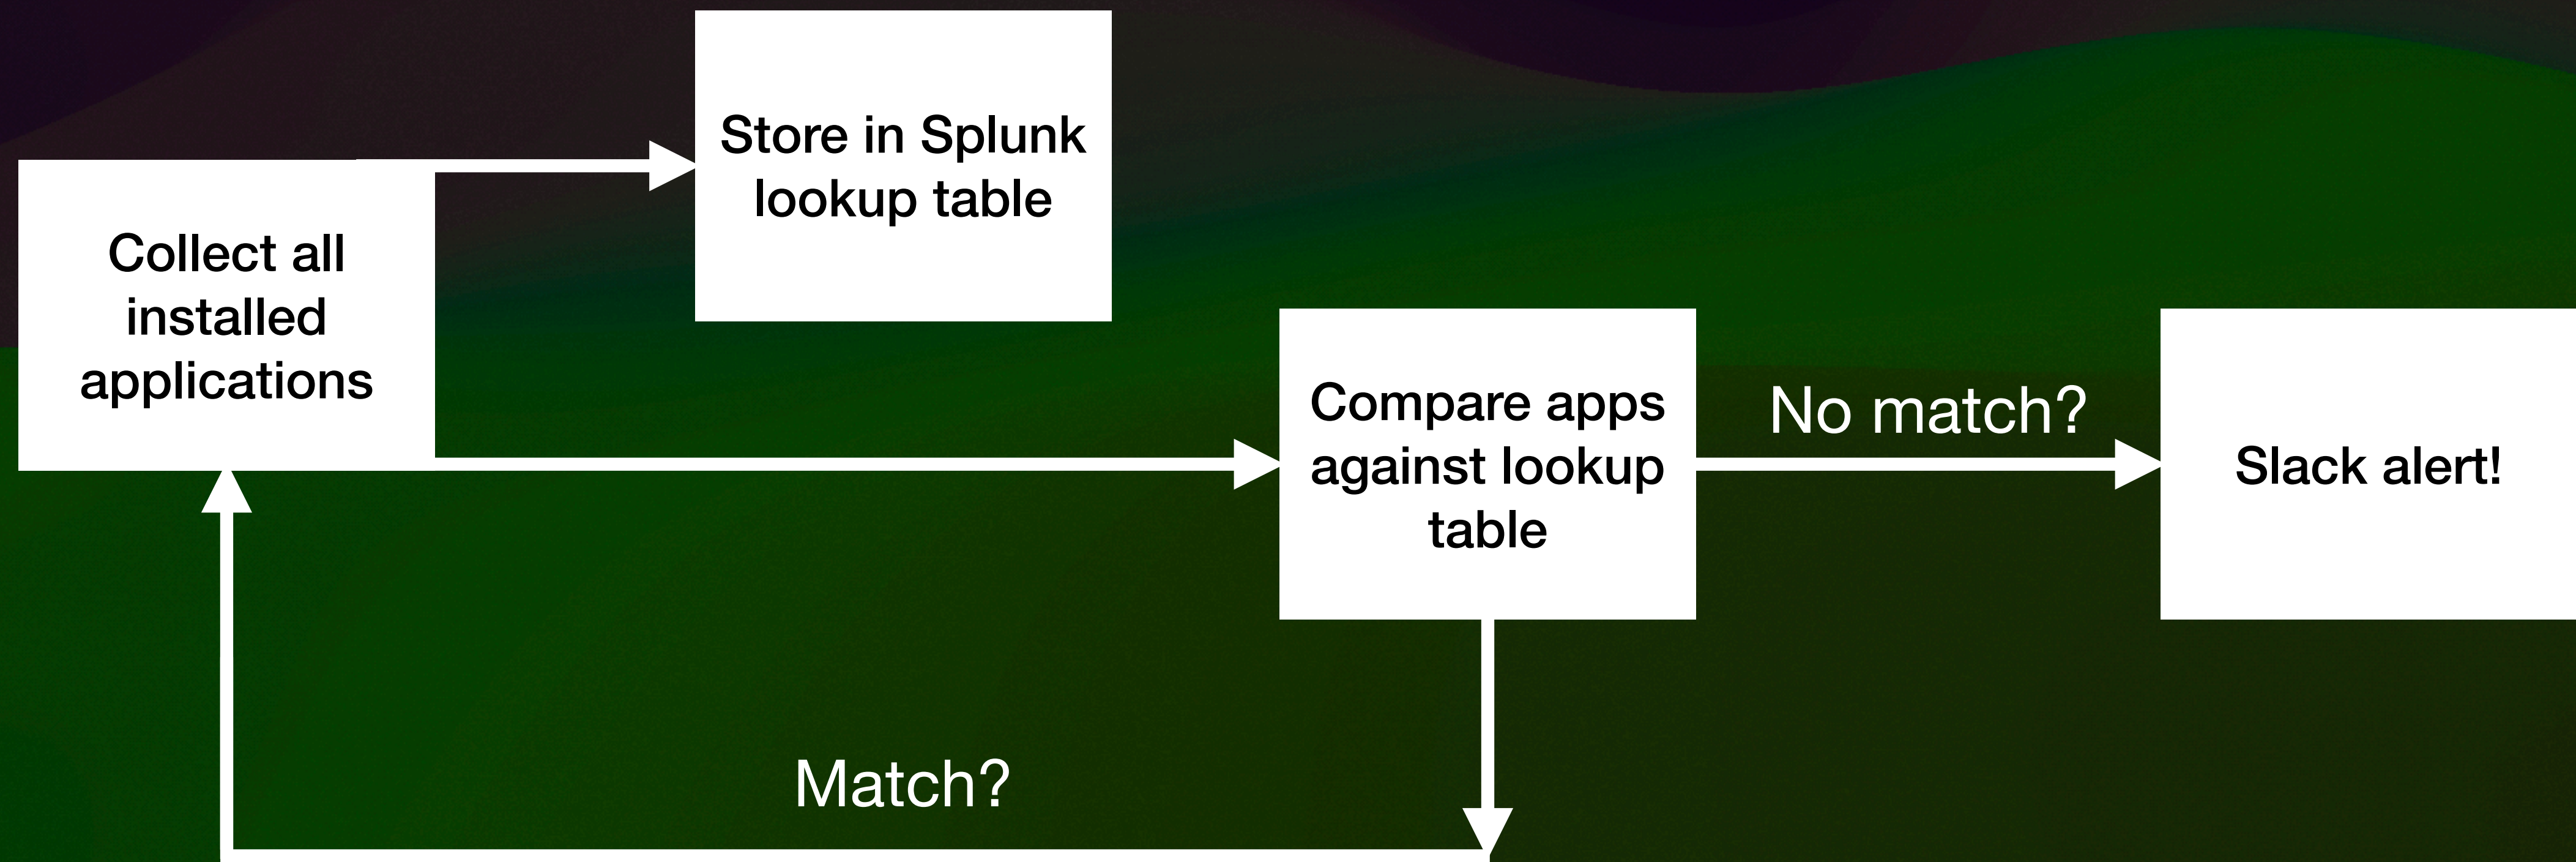 Store in Splunk
lookup table
Collect all
installed
applications
Compare apps
against lookup
table
No match?
Slack alert!
Match?